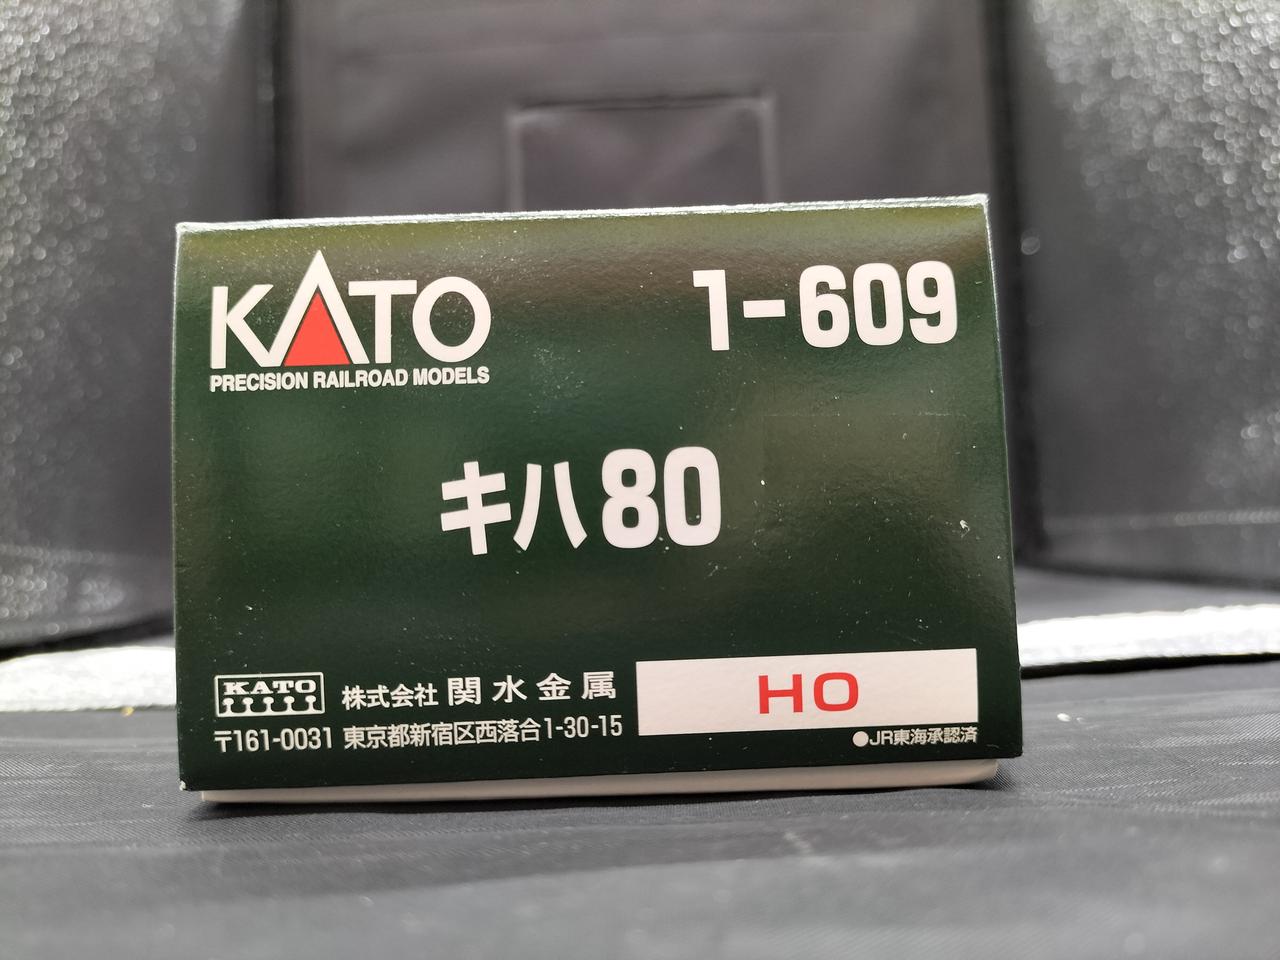 KATO 1-609
PRECISION RAILROAD MODELS
キハ80
KATO 株式会社 関水金属
〒161-0031 東京都新宿区西落合1-30-15
HO
●JR東海承認済